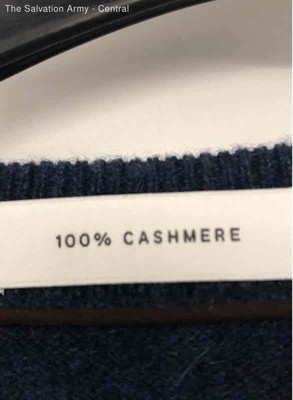 The Salvation Army - Central
100% CASHMERE